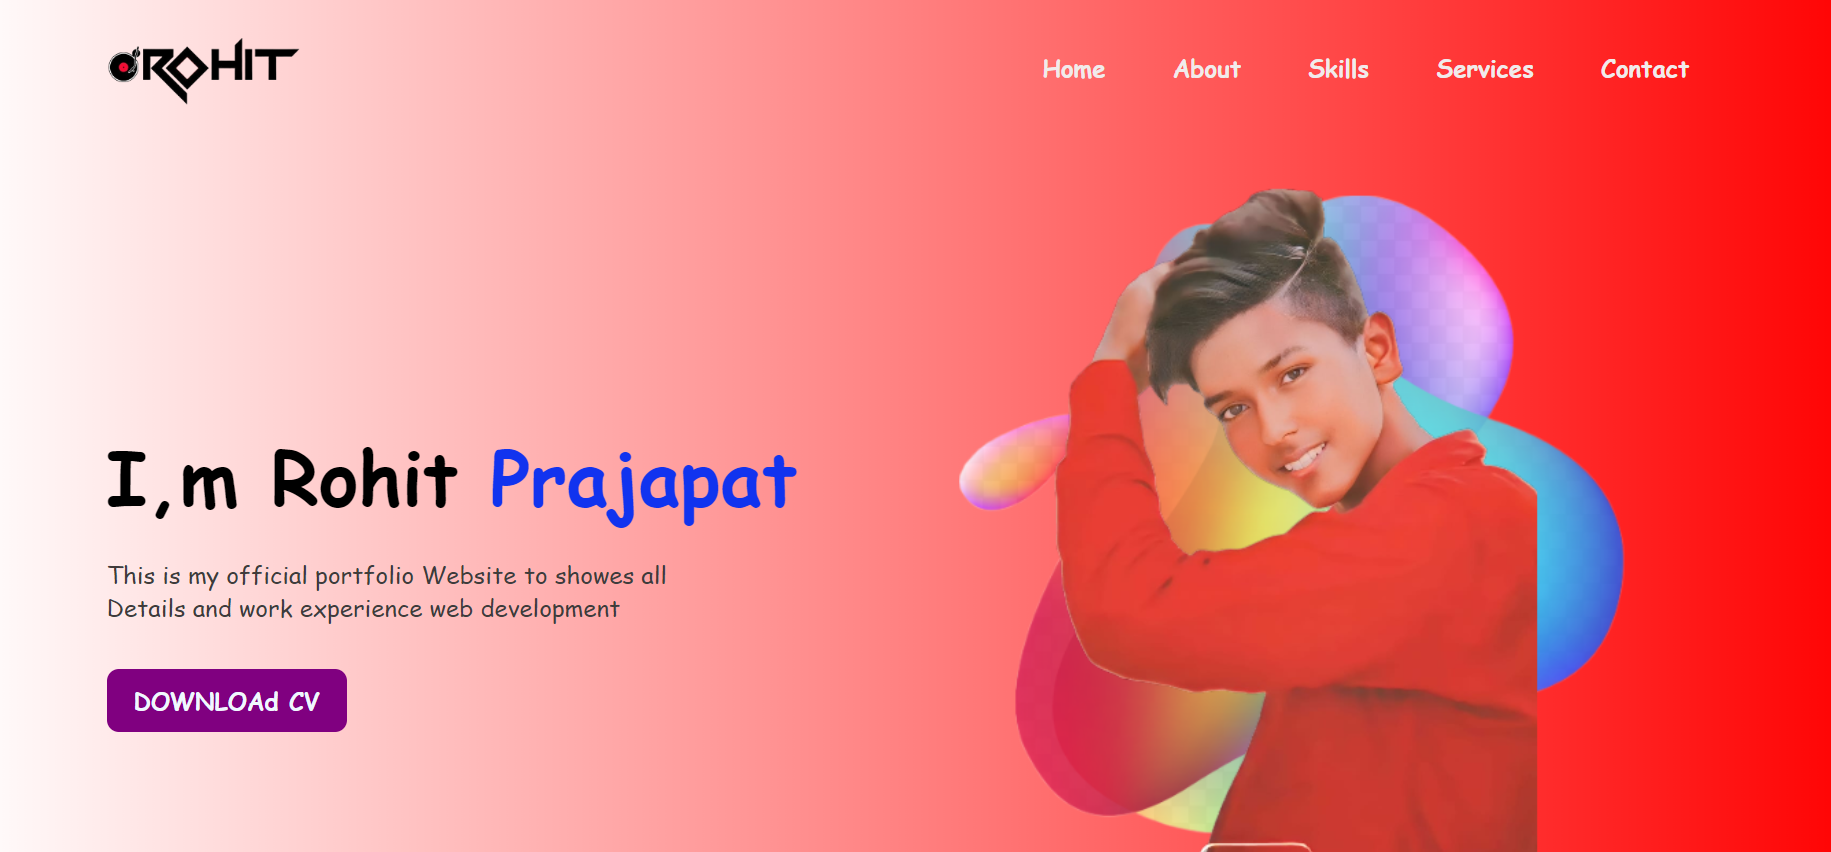 ROHIT
Home About Skills Services Contact
I,m Rohit Prajapat
This is my official portfolio Website to showes all
Details and work experience web development
DOWNLOAd CV